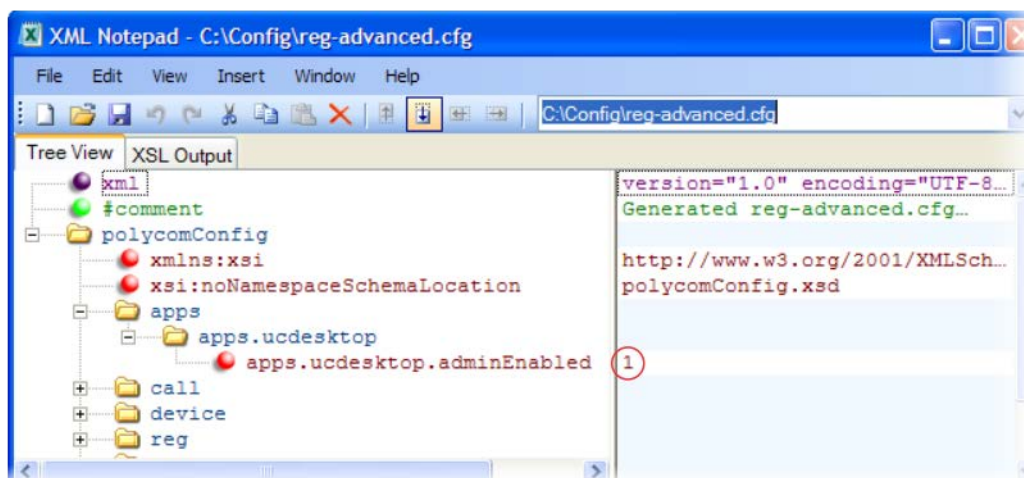 XML Notepad - C:\Config\reg-advanced.cfg
File Edit View Insert Window Help
C:\Config\reg-advanced.cfg
Tree View XSL Output
xml version="1.0" encoding="UTF-8...
#comment Generated reg-advanced.cfg...
polycomConfig
xmlns:xsi http://www.w3.org/2001/XMLSch...
xsi:noNamespaceSchemaLocation polycomConfig.xsd
apps
apps.ucdesktop
apps.ucdesktop.adminEnabled 1
call
device
reg